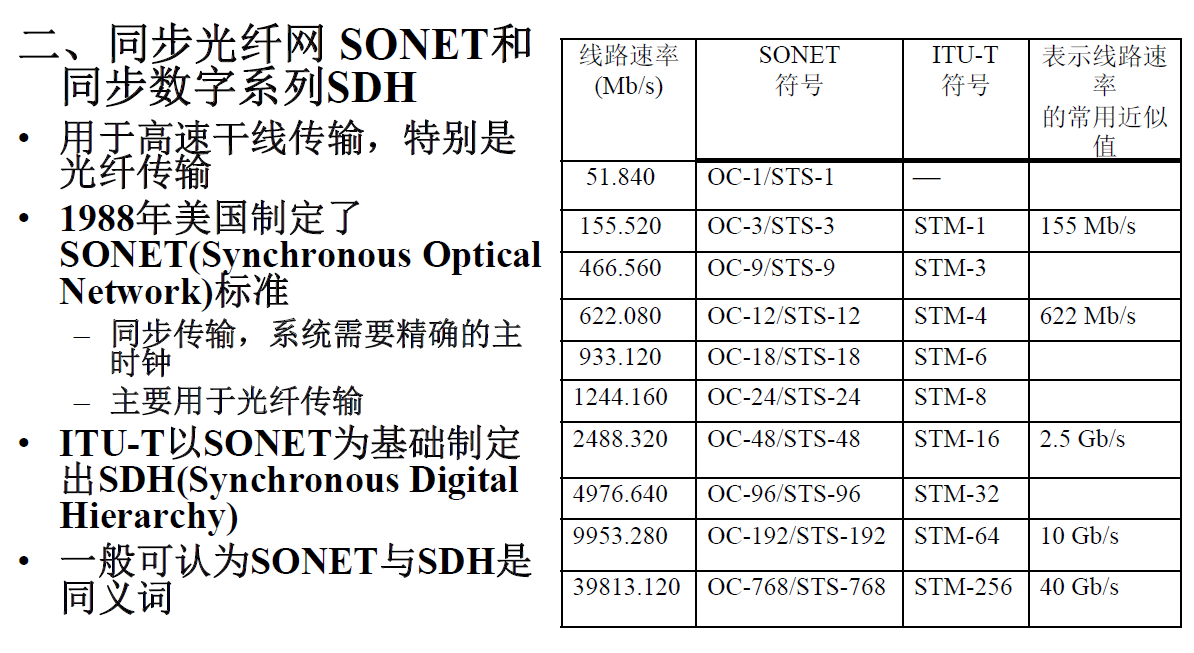 二、同步光纤网 SONET和
同步数字系列SDH
• 用于高速干线传输，特别是
光纤传输
• 1988年美国制定了
SONET(Synchronous Optical
Network)标准
– 同步传输，系统需要精确的主
时钟
– 主要用于光纤传输
• ITU-T以SONET为基础制定
出SDH(Synchronous Digital
Hierarchy)
• 一般可认为SONET与SDH是
同义词
线路速率 SONET ITU-T 表示线路速
(Mb/s) 符号 符号 率
的常用近似
值
51.840 OC-1/STS-1 —
155.520 OC-3/STS-3 STM-1 155 Mb/s
466.560 OC-9/STS-9 STM-3
622.080 OC-12/STS-12 STM-4 622 Mb/s
933.120 OC-18/STS-18 STM-6
1244.160 OC-24/STS-24 STM-8
2488.320 OC-48/STS-48 STM-16 2.5 Gb/s
4976.640 OC-96/STS-96 STM-32
9953.280 OC-192/STS-192 STM-64 10 Gb/s
39813.120 OC-768/STS-768 STM-256 40 Gb/s